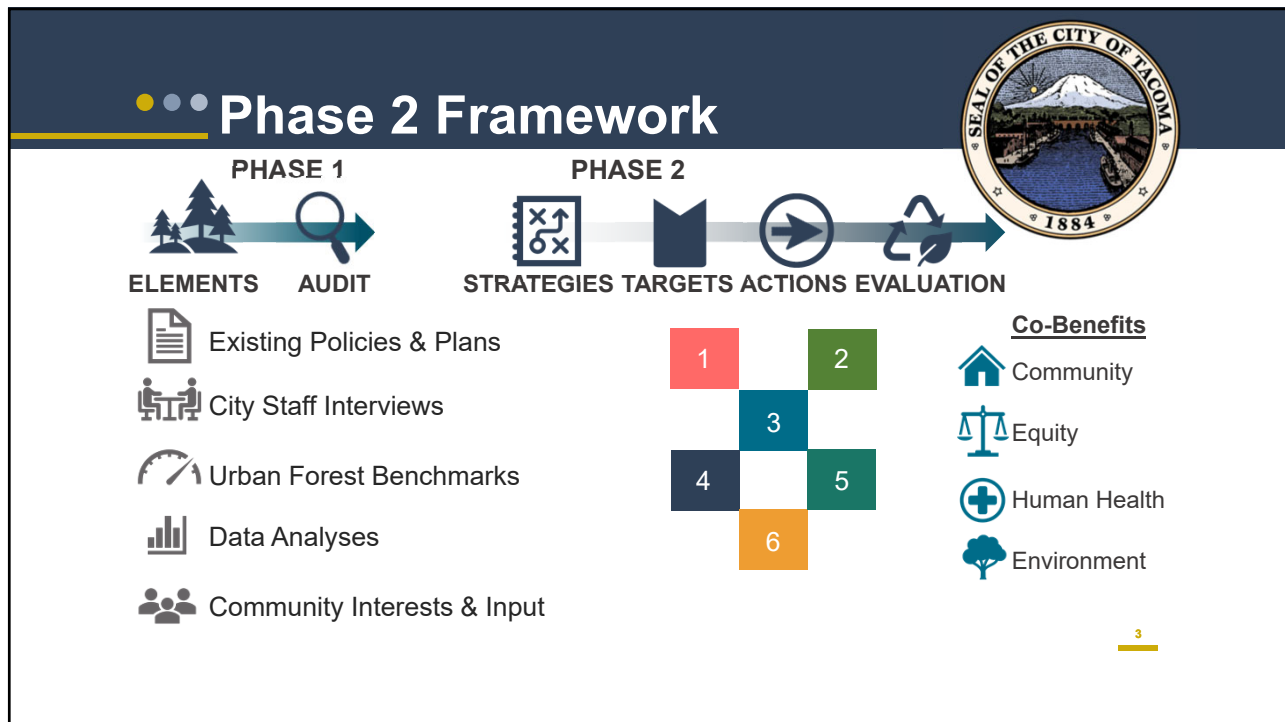 Phase 2 Framework
SEAL OF THE CITY OF TACOMA
1884
PHASE 1
PHASE 2
ELEMENTS
AUDIT
STRATEGIES
TARGETS
ACTIONS
EVALUATION
Existing Policies & Plans
City Staff Interviews
Urban Forest Benchmarks
Data Analyses
Community Interests & Input
1
2
3
4
5
6
Co-Benefits
Community
Equity
Human Health
Environment
3